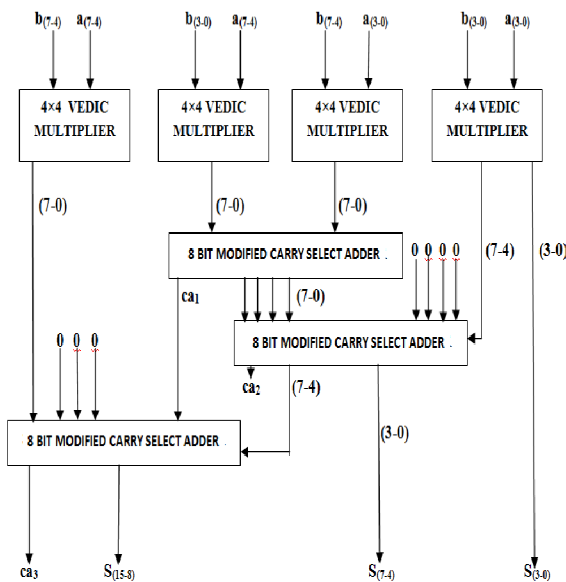 b(7-4) a(7-4) b(3-0) a(7-4) b(7-4) a(3-0) b(3-0) a(3-0)
4×4 VEDIC MULTIPLIER
4×4 VEDIC MULTIPLIER
4×4 VEDIC MULTIPLIER
4×4 VEDIC MULTIPLIER
(7-0) (7-0) (7-0) (7-4) (3-0)
8 BIT MODIFIED CARRY SELECT ADDER .
0 0 0 0
ca1 (7-0)
8 BIT MODIFIED CARRY SELECT ADDER .
0 0 0
ca2 (7-4) (3-0)
8 BIT MODIFIED CARRY SELECT ADDER .
ca3 S(15-8) S(7-4) S(3-0)